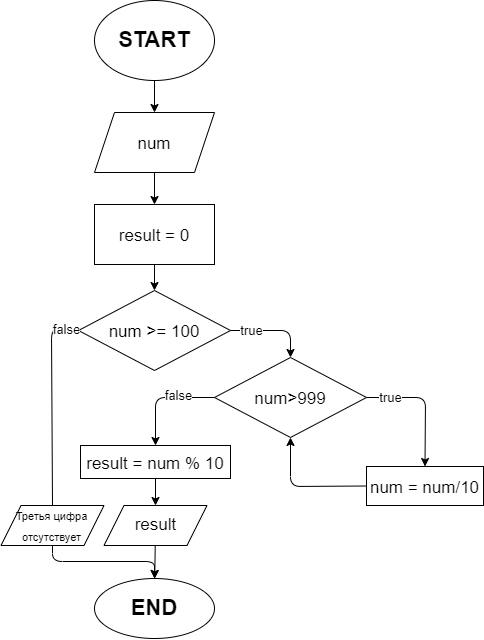 START
num
result = 0
num >= 100
false
true
num>999
false
true
result = num % 10
num = num/10
Третья цифра
отсутствует
result
END